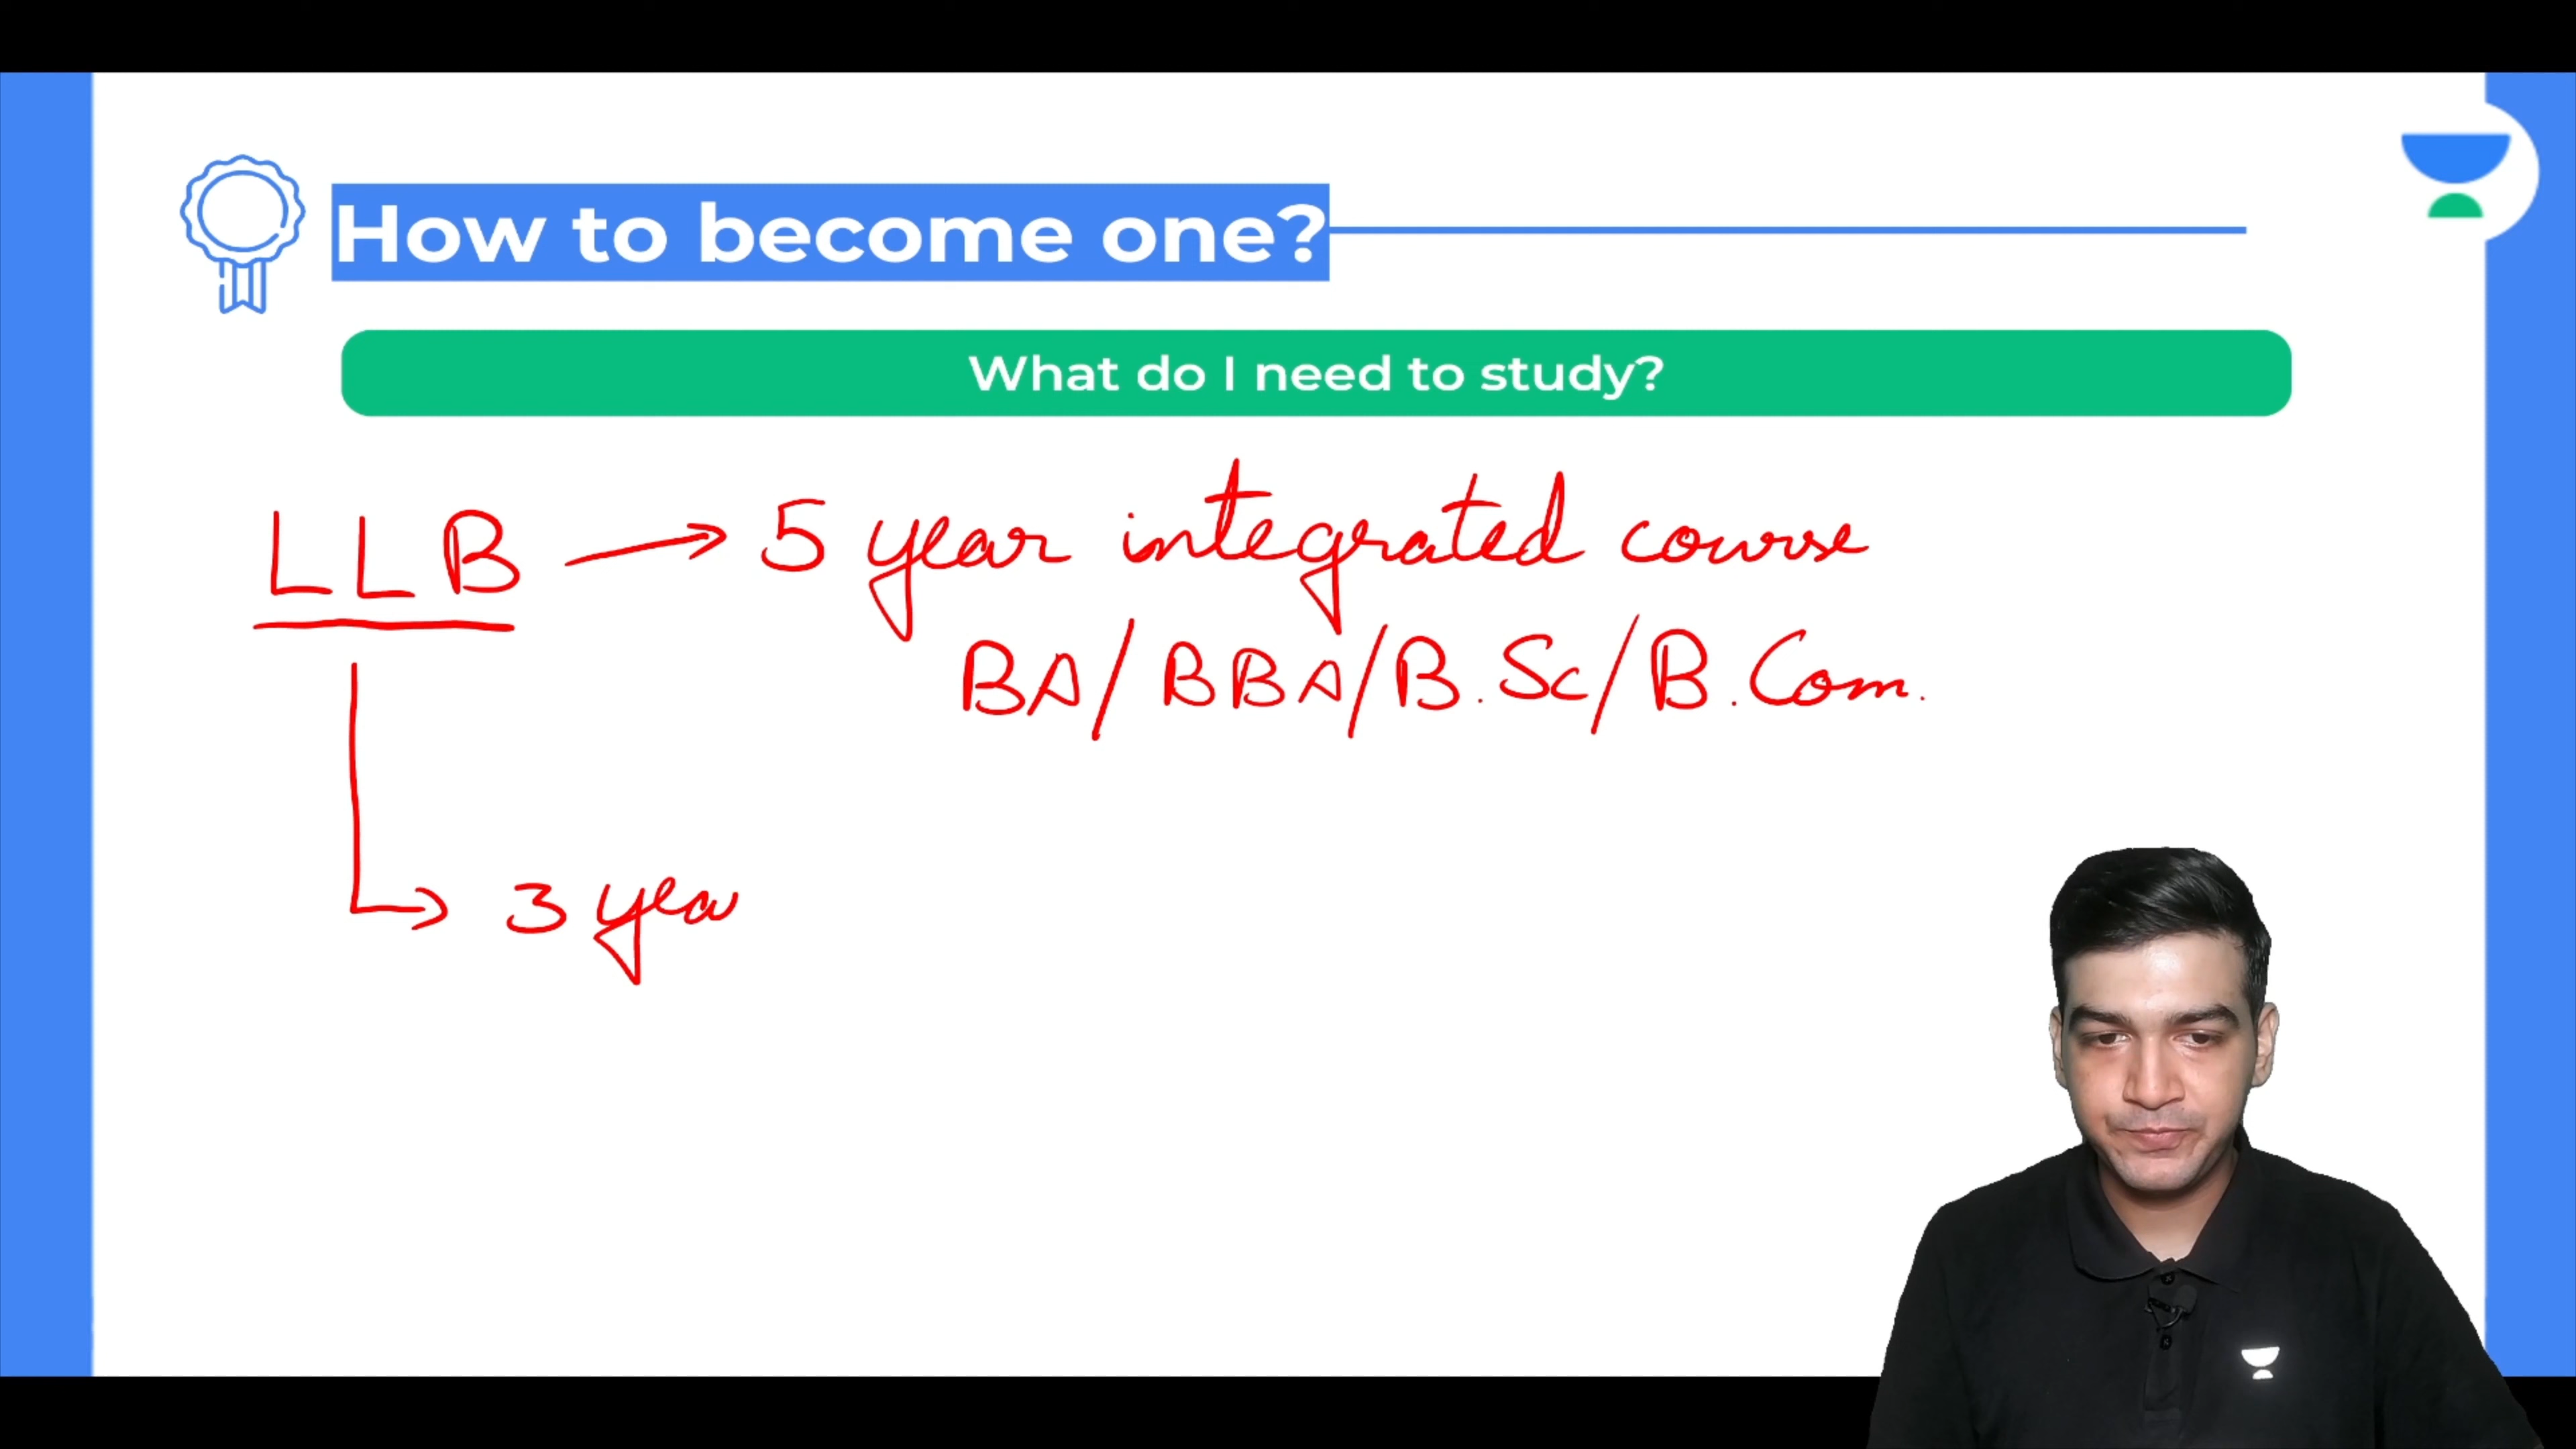 How to become one?
What do I need to study?
LLB → 5 year integrated course
BA/BBA/B.Sc/B.Com.
→ 3 yea